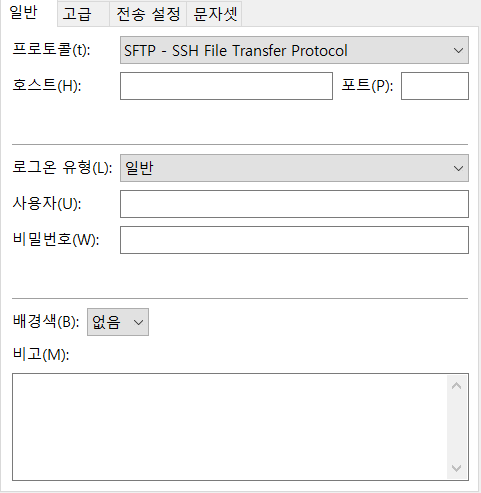 일반 고급 전송 설정 문자셋
프로토콜(t): SFTP - SSH File Transfer Protocol
호스트(H): 포트(P):
로그온 유형(L): 일반
사용자(U):
비밀번호(W):
배경색(B): 없음
비고(M):